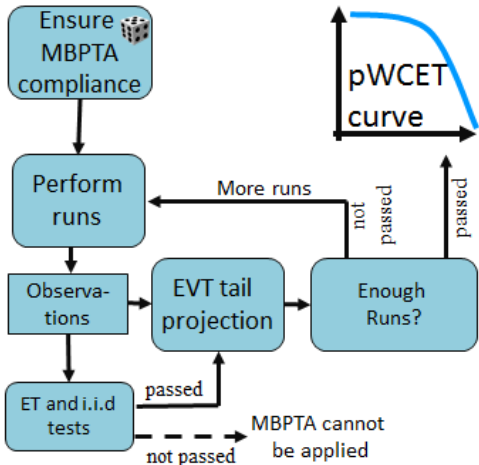 Ensure
MBPTA
compliance
pWCET
curve
Perform
runs
More runs
not
passed
passed
Observa-
tions
EVT tail
projection
Enough
Runs?
ET and i.i.d
tests
passed
not passed
MBPTA cannot
be applied